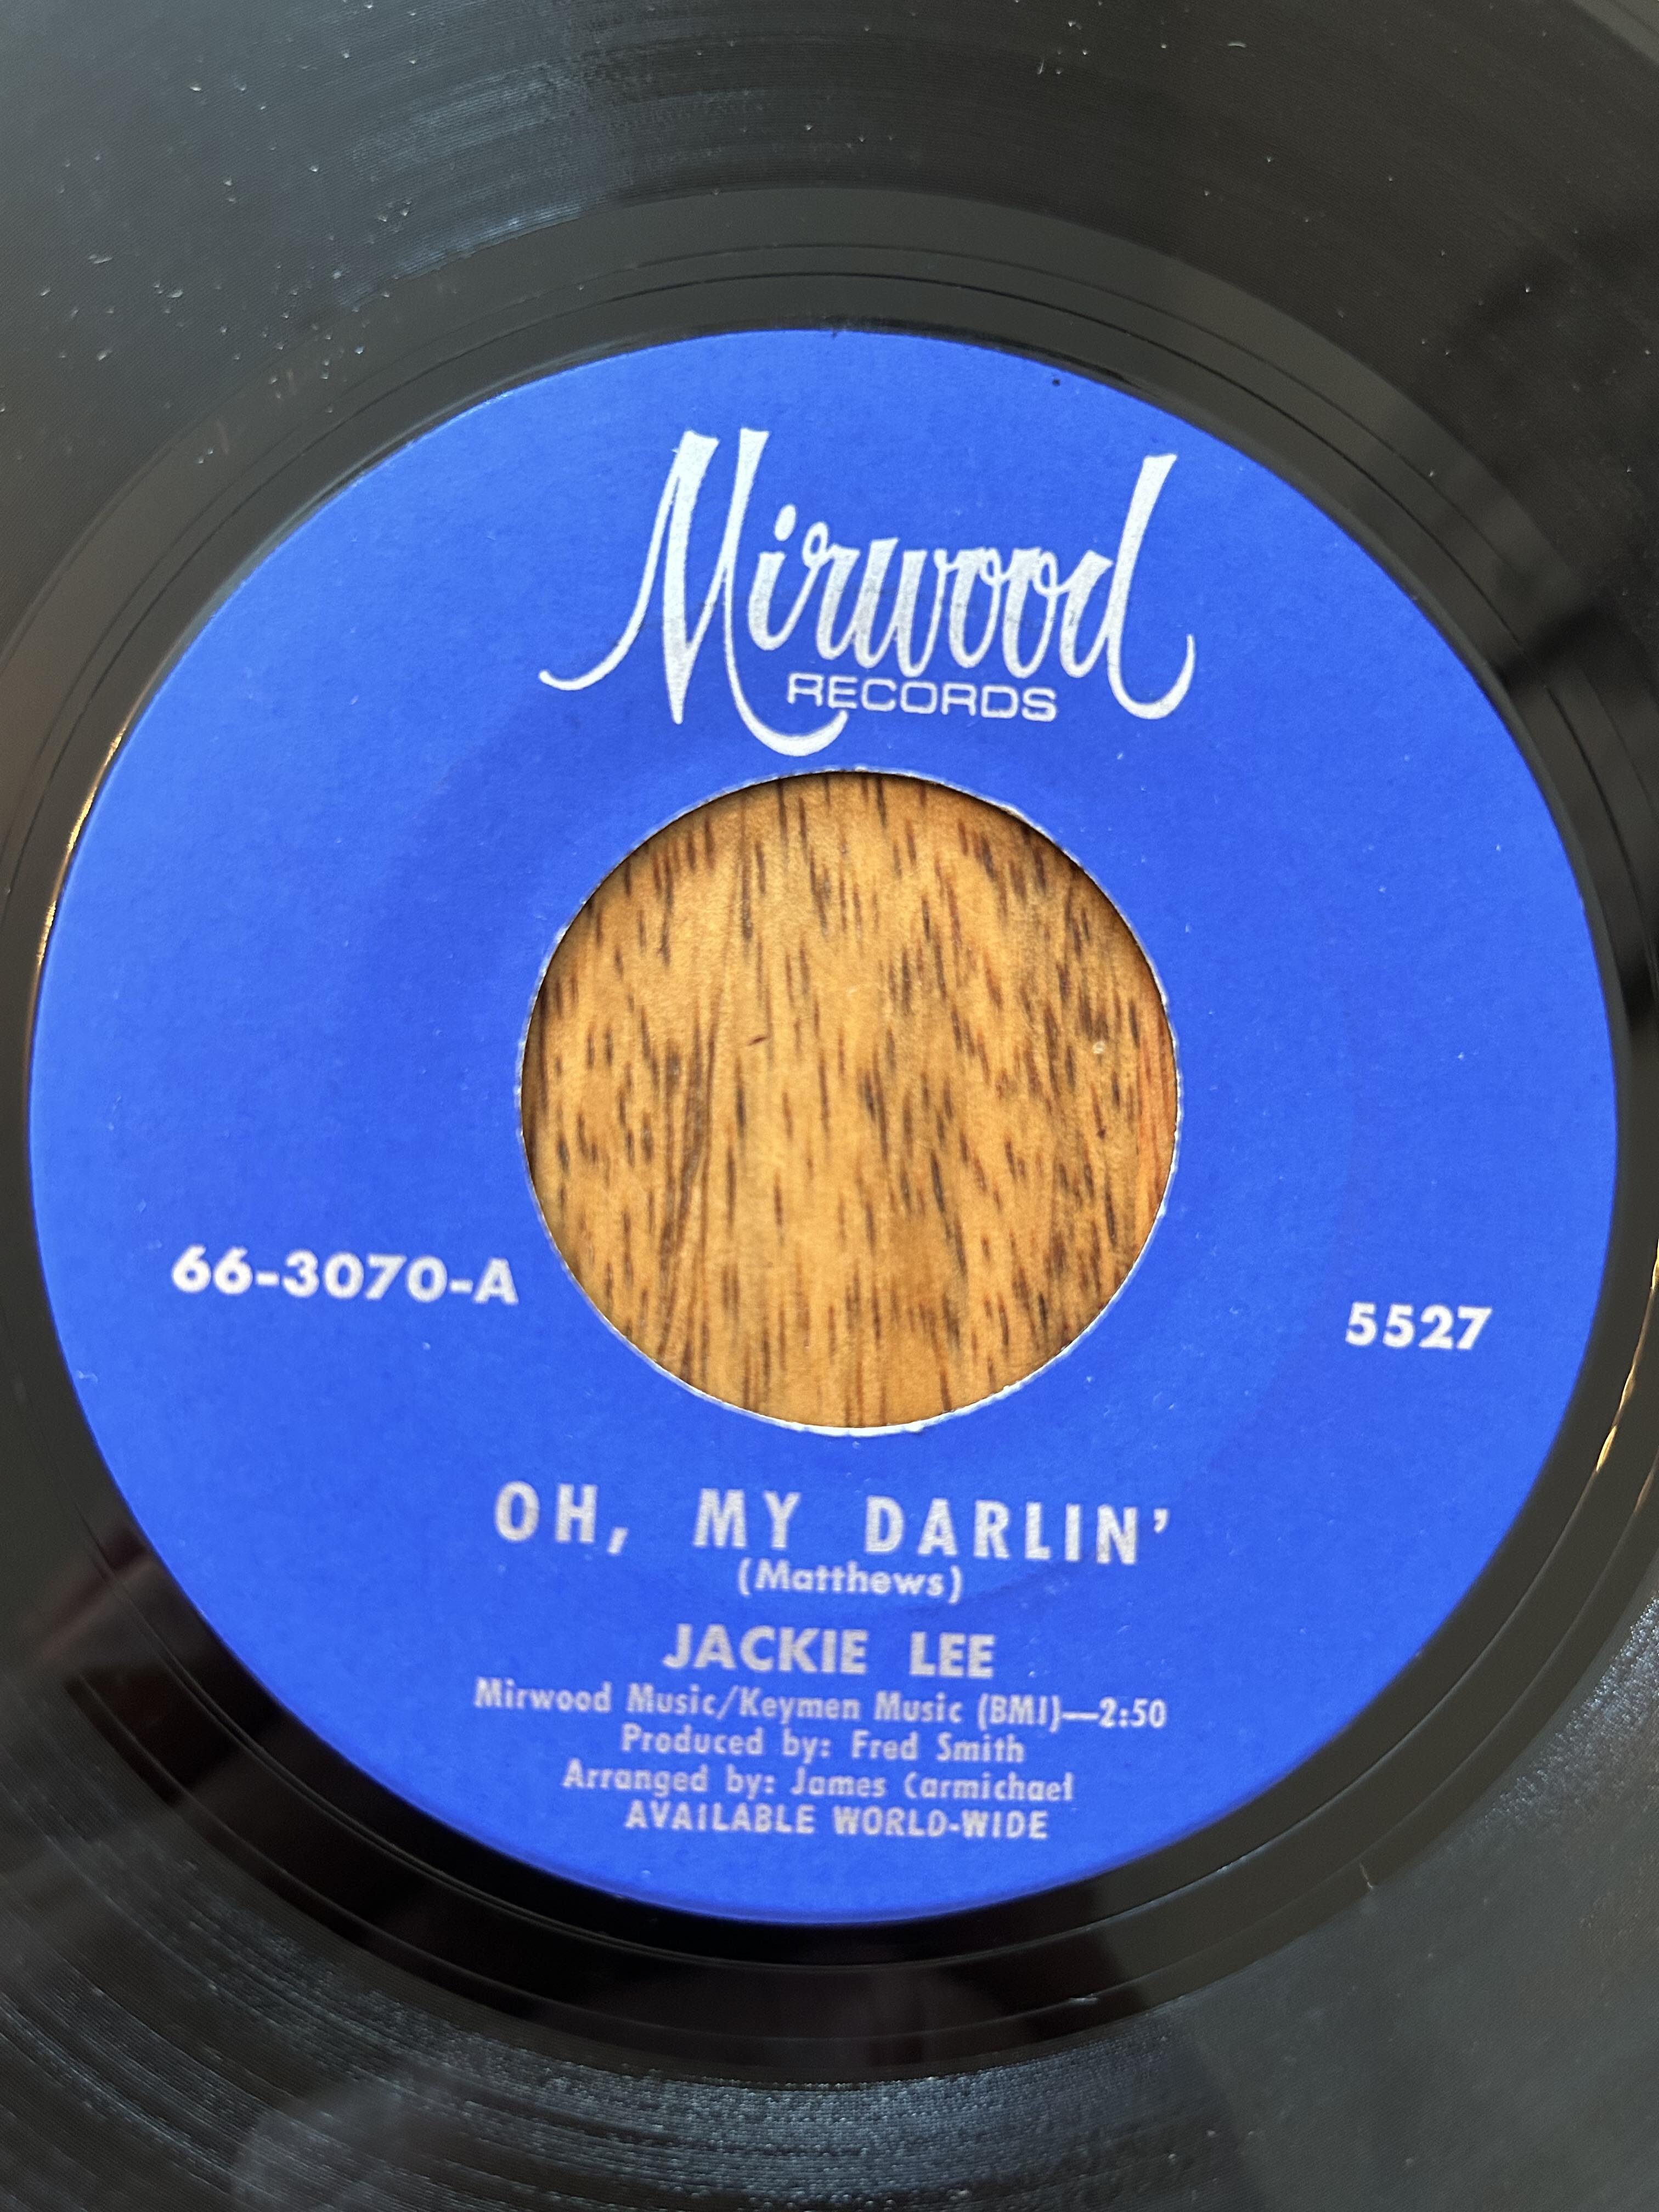 Mirwood
RECORDS
66-3070-A
5527
OH, MY DARLIN'
(Matthews)
JACKIE LEE
Mirwood Music/Keymen Music (BMI)—2:50
Produced by: Fred Smith
Arranged by: James Carmichael
AVAILABLE WORLD-WIDE